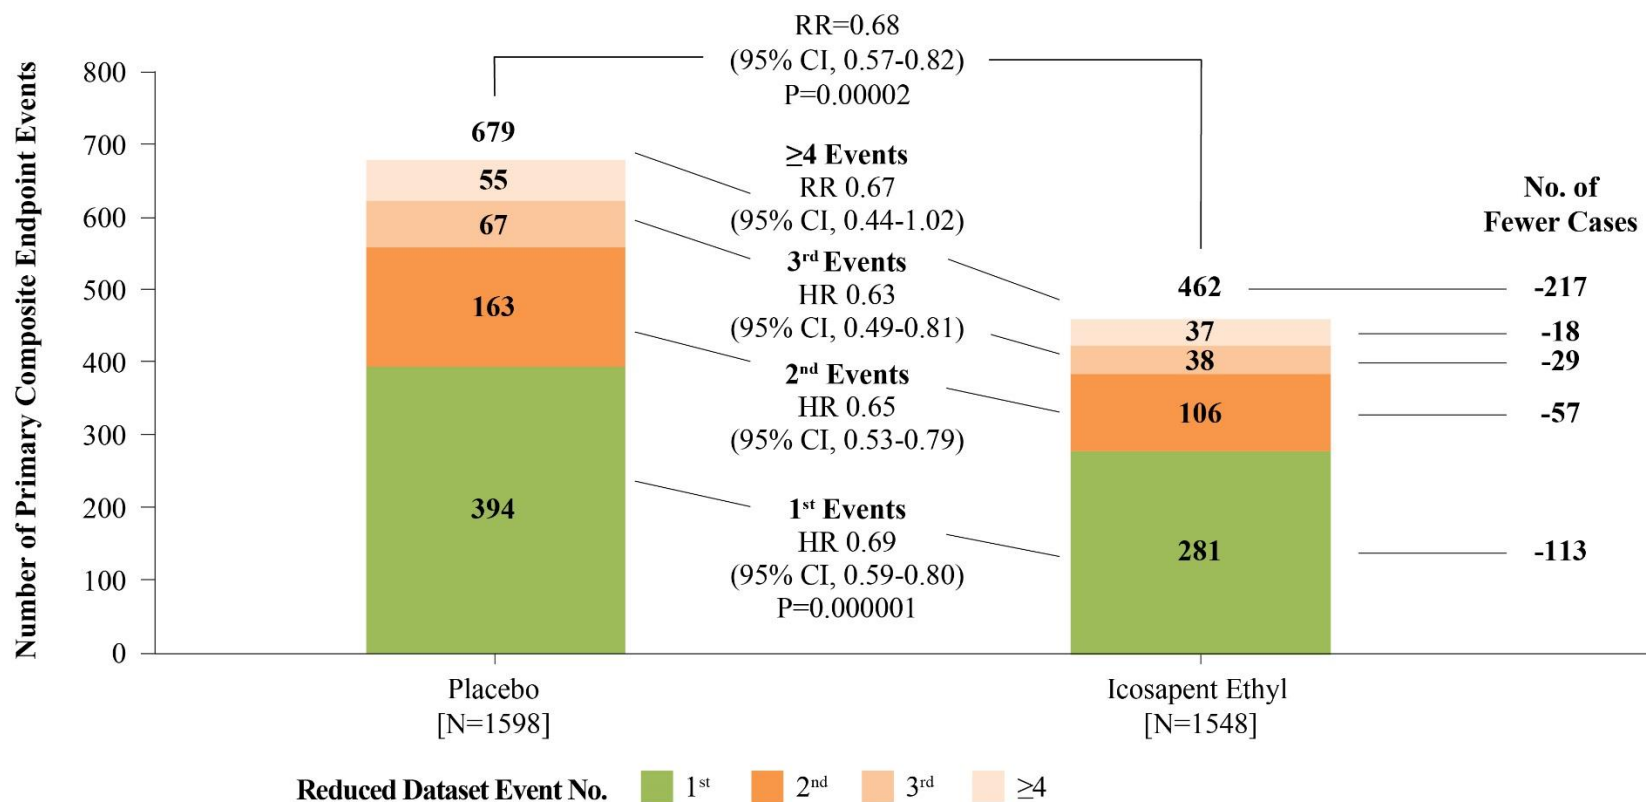 RR=0.68
(95% CI, 0.57-0.82)
P=0.00002
Number of Primary Composite Endpoint Events
800
700
600
500
400
300
200
100
0
679
55
67
163
394
≥4 Events
RR 0.67
(95% CI, 0.44-1.02)
3rd Events
HR 0.63
(95% CI, 0.49-0.81)
2nd Events
HR 0.65
(95% CI, 0.53-0.79)
1st Events
HR 0.69
(95% CI, 0.59-0.80)
P=0.000001
462
37
38
106
281
No. of
Fewer Cases
-217
-18
-29
-57
-113
Placebo
[N=1598]
Icosapent Ethyl
[N=1548]
Reduced Dataset Event No. 1st 2nd 3rd ≥4